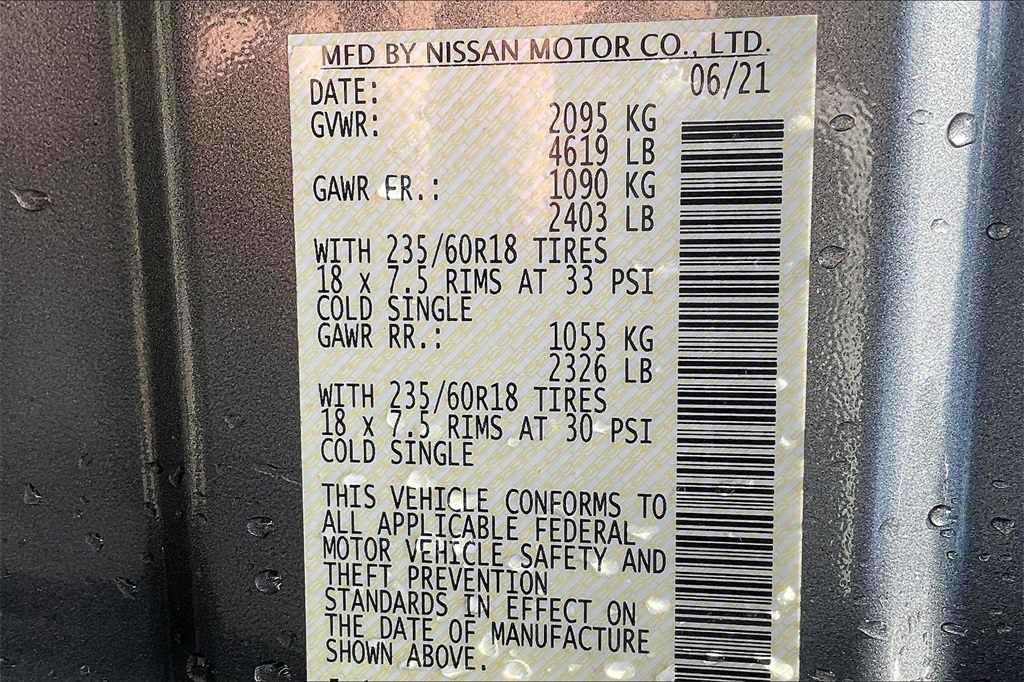 MFD BY NISSAN MOTOR CO., LTD.
DATE: 06/21
GVWR: 2095 KG
4619 LB
GAWR FR.: 1090 KG
2403 LB
WITH 235/60R18 TIRES
18 x 7.5 RIMS AT 33 PSI
COLD SINGLE
GAWR RR.: 1055 KG
2326 LB
WITH 235/60R18 TIRES
18 x 7.5 RIMS AT 30 PSI
COLD SINGLE
THIS VEHICLE CONFORMS TO
ALL APPLICABLE FEDERAL
MOTOR VEHICLE SAFETY AND
THEFT PREVENTION
STANDARDS IN EFFECT ON
THE DATE OF MANUFACTURE
SHOWN ABOVE.